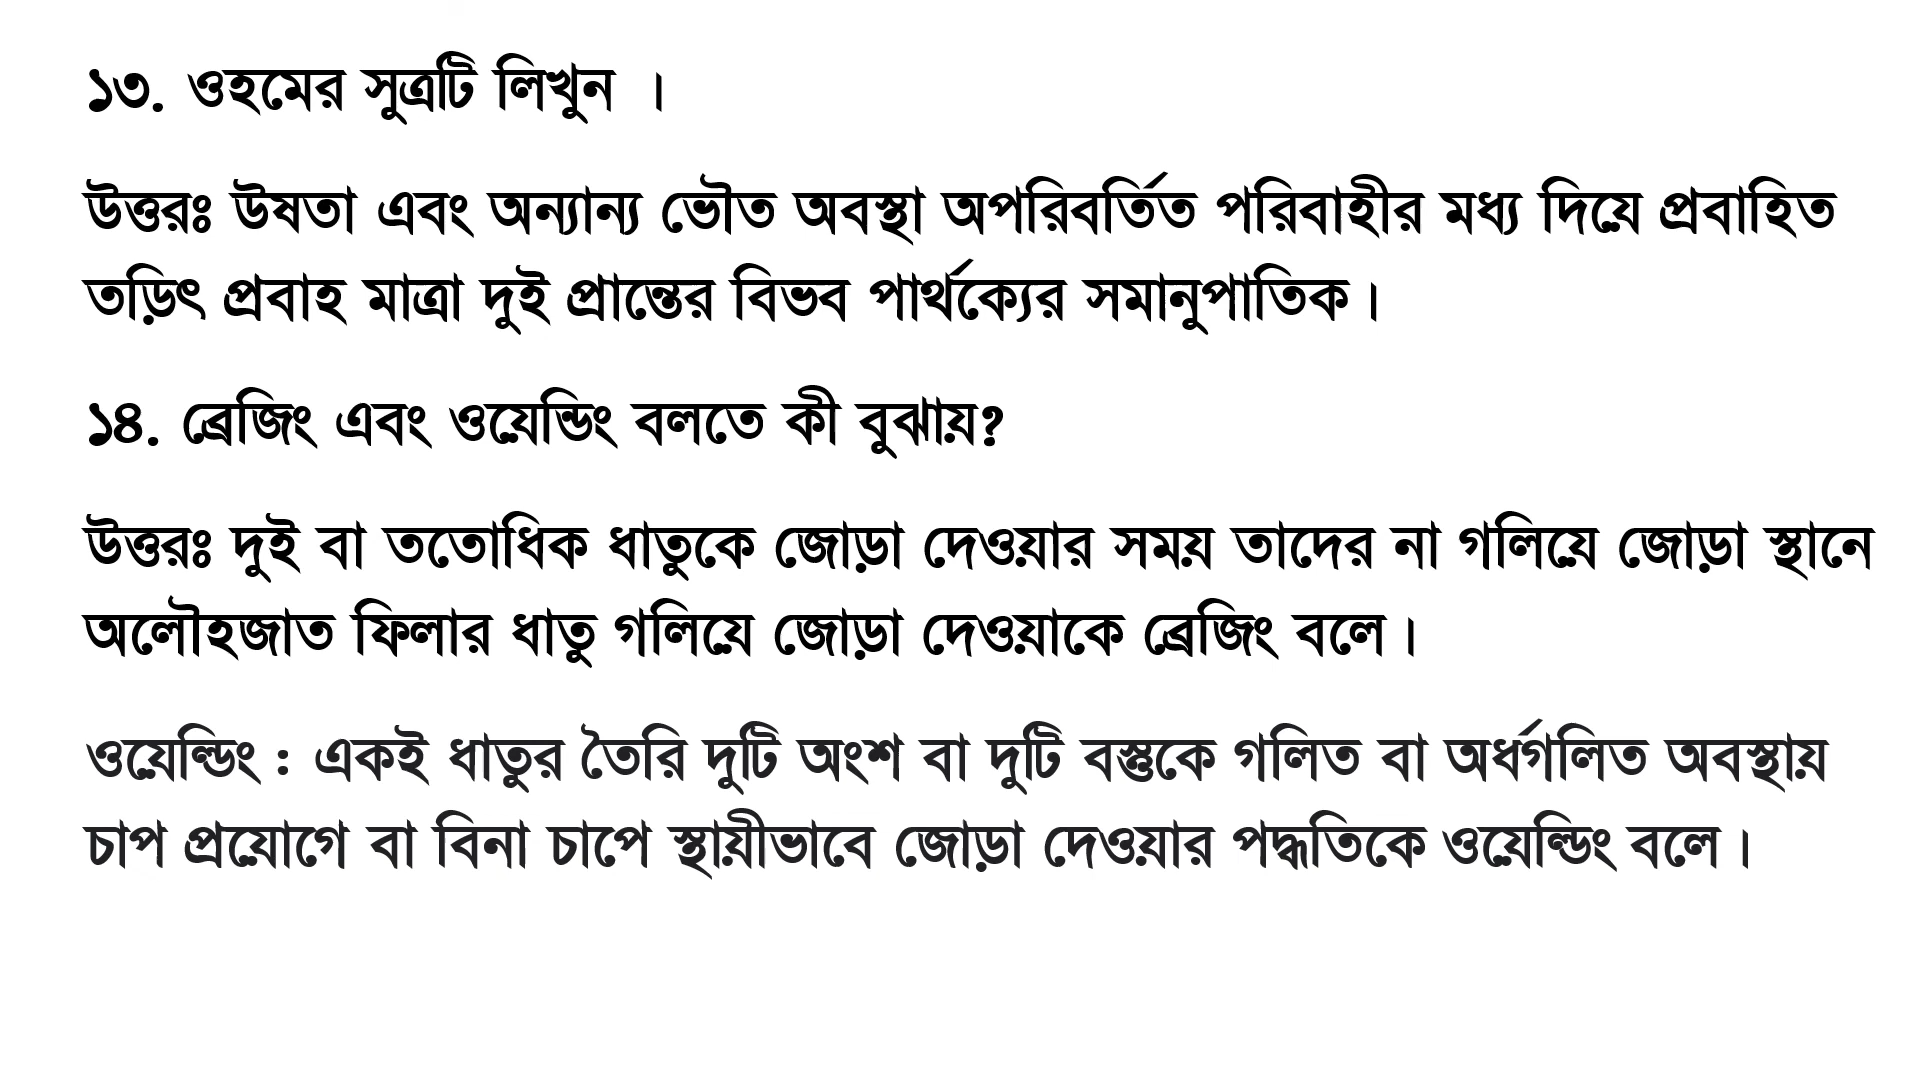 ১৩. ওহমের সুত্রটি লিখুন ।
উত্তরঃ উষতা এবং অন্যান্য ভৌত অবস্থা অপরিবর্তিত পরিবাহীর মধ্য দিয়ে প্রবাহিত
তড়িৎ প্রবাহ মাত্রা দুই প্রান্তের বিভব পার্থক্যের সমানুপাতিক।
১৪. ব্রেজিং এবং ওয়েন্ডিং বলতে কী বুঝায়?
উত্তরঃ দুই বা ততোধিক ধাতুকে জোড়া দেওয়ার সময় তাদের না গলিয়ে জোড়া স্থানে
অলৌহজাত ফিলার ধাতু গলিয়ে জোড়া দেওয়াকে ব্রেজিং বলে।
ওয়েল্ডিং : একই ধাতুর তৈরি দুটি অংশ বা দুটি বস্তুকে গলিত বা অর্ধগলিত অবস্থায়
চাপ প্রয়োগে বা বিনা চাপে স্থায়ীভাবে জোড়া দেওয়ার পদ্ধতিকে ওয়েল্ডিং বলে।